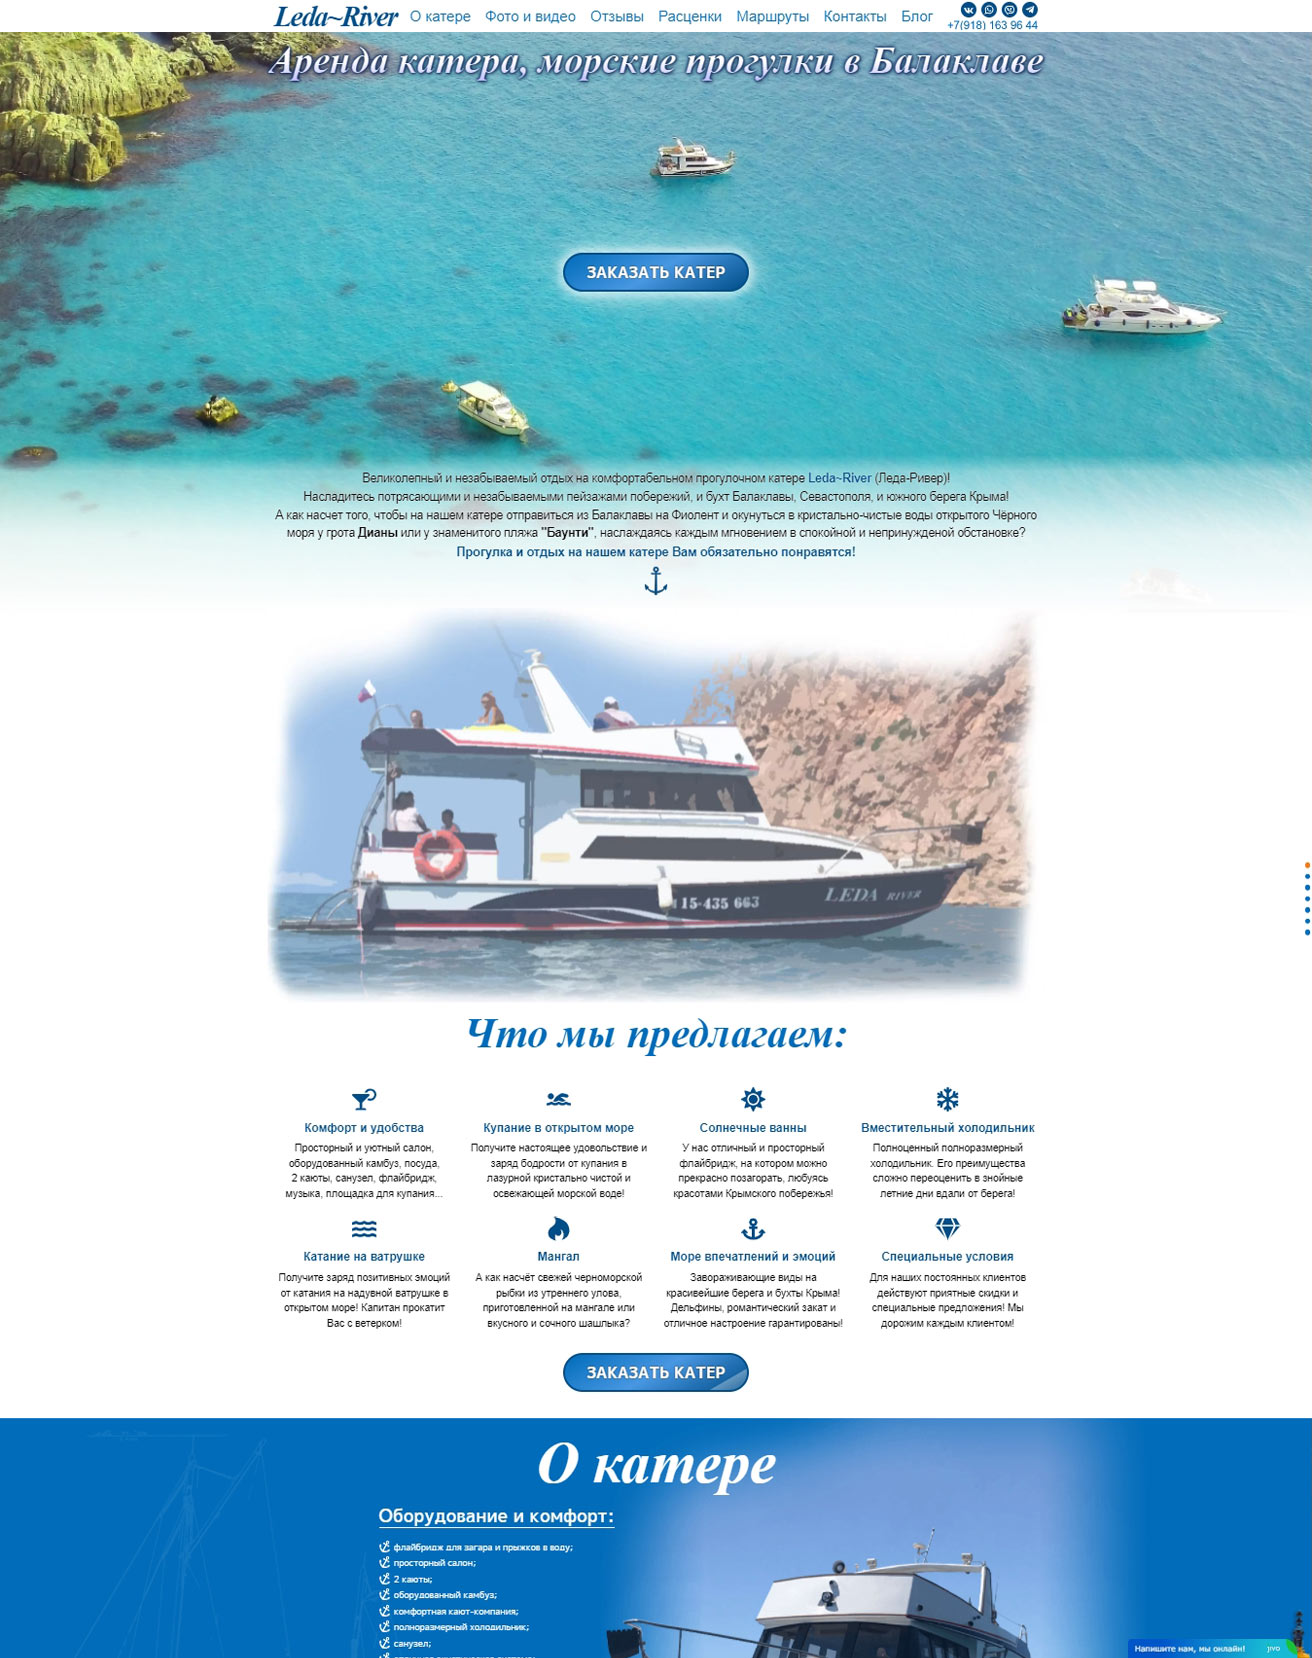 Leda~River О катере Фото и видео Отзывы Расценки Маршруты Контакты Блог
+7(918) 163 96 44
Аренда катера, морские прогулки в Балаклаве
ЗАКАЗАТЬ КАТЕР
Великолепный и незабываемый отдых на комфортабельном прогулочном катере Leda~River (Леда-Ривер)!
Насладитесь потрясающими и незабываемыми пейзажами побережий, и бухт Балаклавы, Севастополя, и южного берега Крыма!
А как насчет того, чтобы на нашем катере отправиться из Балаклавы на Фиолент и окунуться в кристально-чистые воды открытого Чёрного
моря у грота Дианы или у знаменитого пляжа "Баунти", наслаждаясь каждым мгновением в спокойной и непринужденой обстановке?
Прогулка и отдых на нашем катере Вам обязательно понравятся!
15-435 663
LEDA RIVER
Что мы предлагаем:
Комфорт и удобства
Просторный и уютный салон,
оборудованный камбуз, посуда,
2 каюты, санузел, флайбридж,
музыка, площадка для купания...
Купание в открытом море
Получите настоящее удовольствие и
заряд бодрости от купания в
лазурной кристально чистой и
освежающей морской воде!
Солнечные ванны
У нас отличный и просторный
флайбридж, на котором можно
прекрасно позагорать, любуясь
красотами Крымского побережья!
Вместительный холодильник
Полноценный полноразмерный
холодильник. Его преимущества
сложно переоценить в знойные
летние дни вдали от берега!
Катание на ватрушке
Получите заряд позитивных эмоций
от катания на надувной ватрушке в
открытом море! Капитан прокатит
Вас с ветерком!
Мангал
А как насчёт свежей черноморской
рыбки из утреннего улова,
приготовленной на мангале или
вкусного и сочного шашлыка?
Море впечатлений и эмоций
Завораживающие виды на
красивейшие берега и бухты Крыма!
Дельфины, романтический закат и
отличное настроение гарантированы!
Специальные условия
Для наших постоянных клиентов
действуют приятные скидки и
специальные предложения! Мы
дорожим каждым клиентом!
ЗАКАЗАТЬ КАТЕР
О катере
Оборудование и комфорт:
флайбридж для загара и прыжков в воду;
просторный салон;
2 каюты;
оборудованный камбуз;
комфортная кают-компания;
полноразмерный холодильник;
санузел;
Напишите нам, мы онлайн! jivo